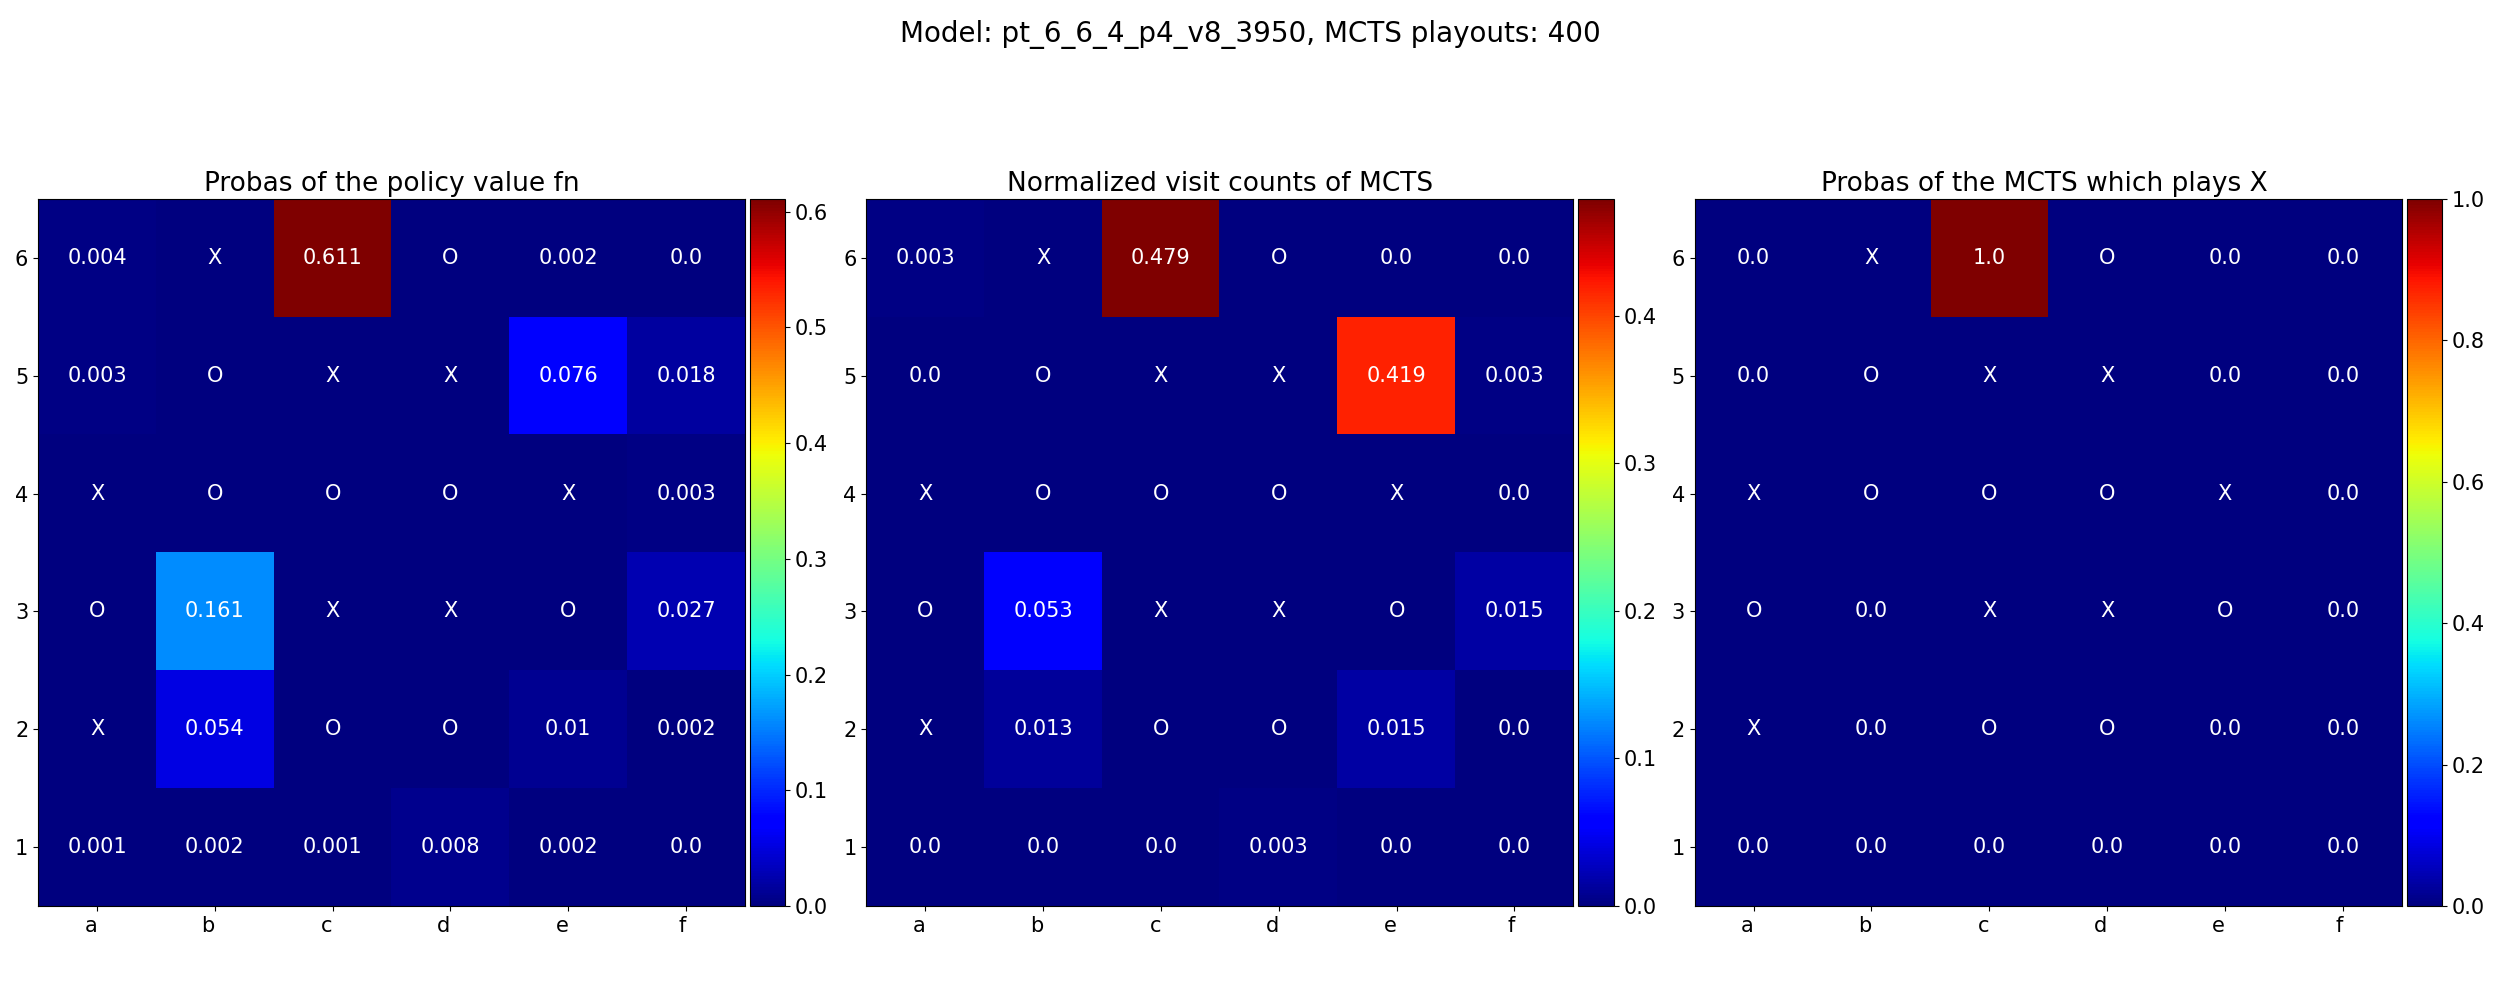 Model: pt_6_6_4_p4_v8_3950, MCTS playouts: 400
Probas of the policy value fn
6 0.004 X 0.611 O 0.002 0.0
5 0.003 O X X 0.076 0.018
4 X O O O X 0.003
3 O 0.161 X X O 0.027
2 X 0.054 O O 0.01 0.002
1 0.001 0.002 0.001 0.008 0.002 0.0
a b c d e f
0.6
0.5
0.4
0.3
0.2
0.1
0.0
Normalized visit counts of MCTS
6 0.003 X 0.479 O 0.0 0.0
5 0.0 O X X 0.419 0.003
4 X O O O X 0.0
3 O 0.053 X X O 0.015
2 X 0.013 O O 0.015 0.0
1 0.0 0.0 0.0 0.003 0.0 0.0
a b c d e f
0.4
0.3
0.2
0.1
0.0
Probas of the MCTS which plays X
6 0.0 X 1.0 O 0.0 0.0
5 0.0 O X X 0.0 0.0
4 X O O O X 0.0
3 O 0.0 X X O 0.0
2 X 0.0 O O 0.0 0.0
1 0.0 0.0 0.0 0.0 0.0 0.0
a b c d e f
1.0
0.8
0.6
0.4
0.2
0.0